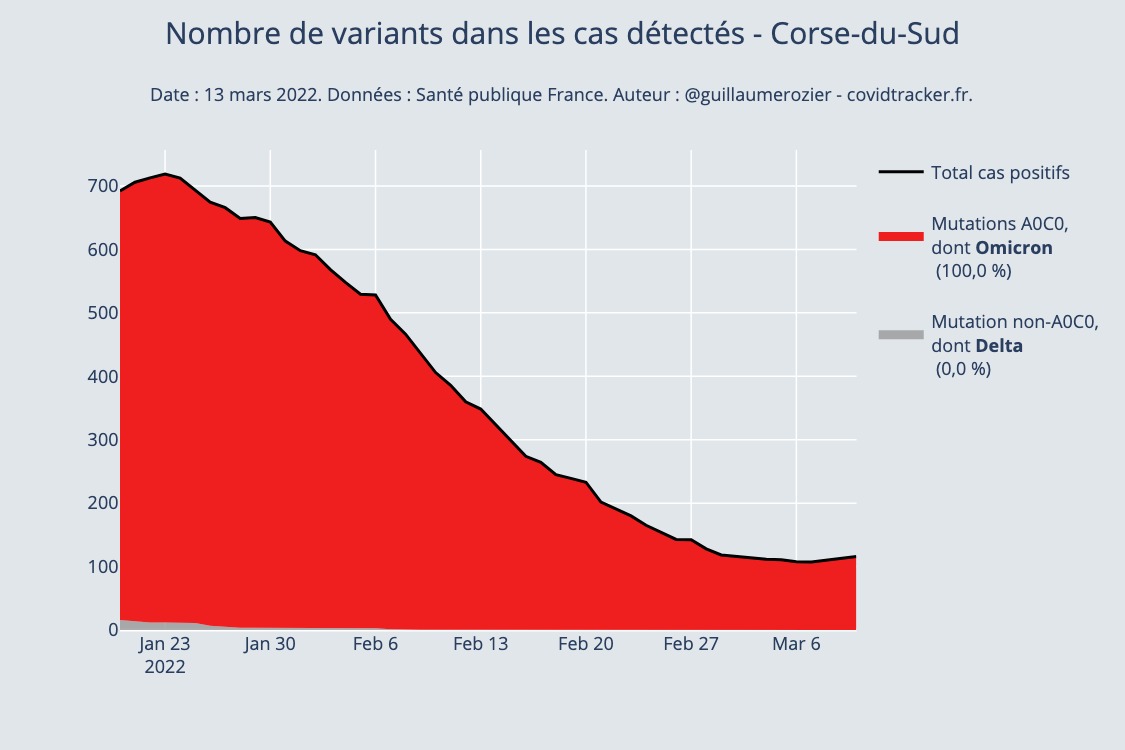 Nombre de variants dans les cas détectés - Corse-du-Sud
Date : 13 mars 2022. Données : Santé publique France. Auteur : @guillaumerozier - covidtracker.fr.
700
600
500
400
300
200
100
0
Jan 23
2022
Jan 30
Feb 6
Feb 13
Feb 20
Feb 27
Mar 6
Total cas positifs
Mutations A0C0,
dont Omicron
(100,0 %)
Mutation non-A0C0,
dont Delta
(0,0 %)